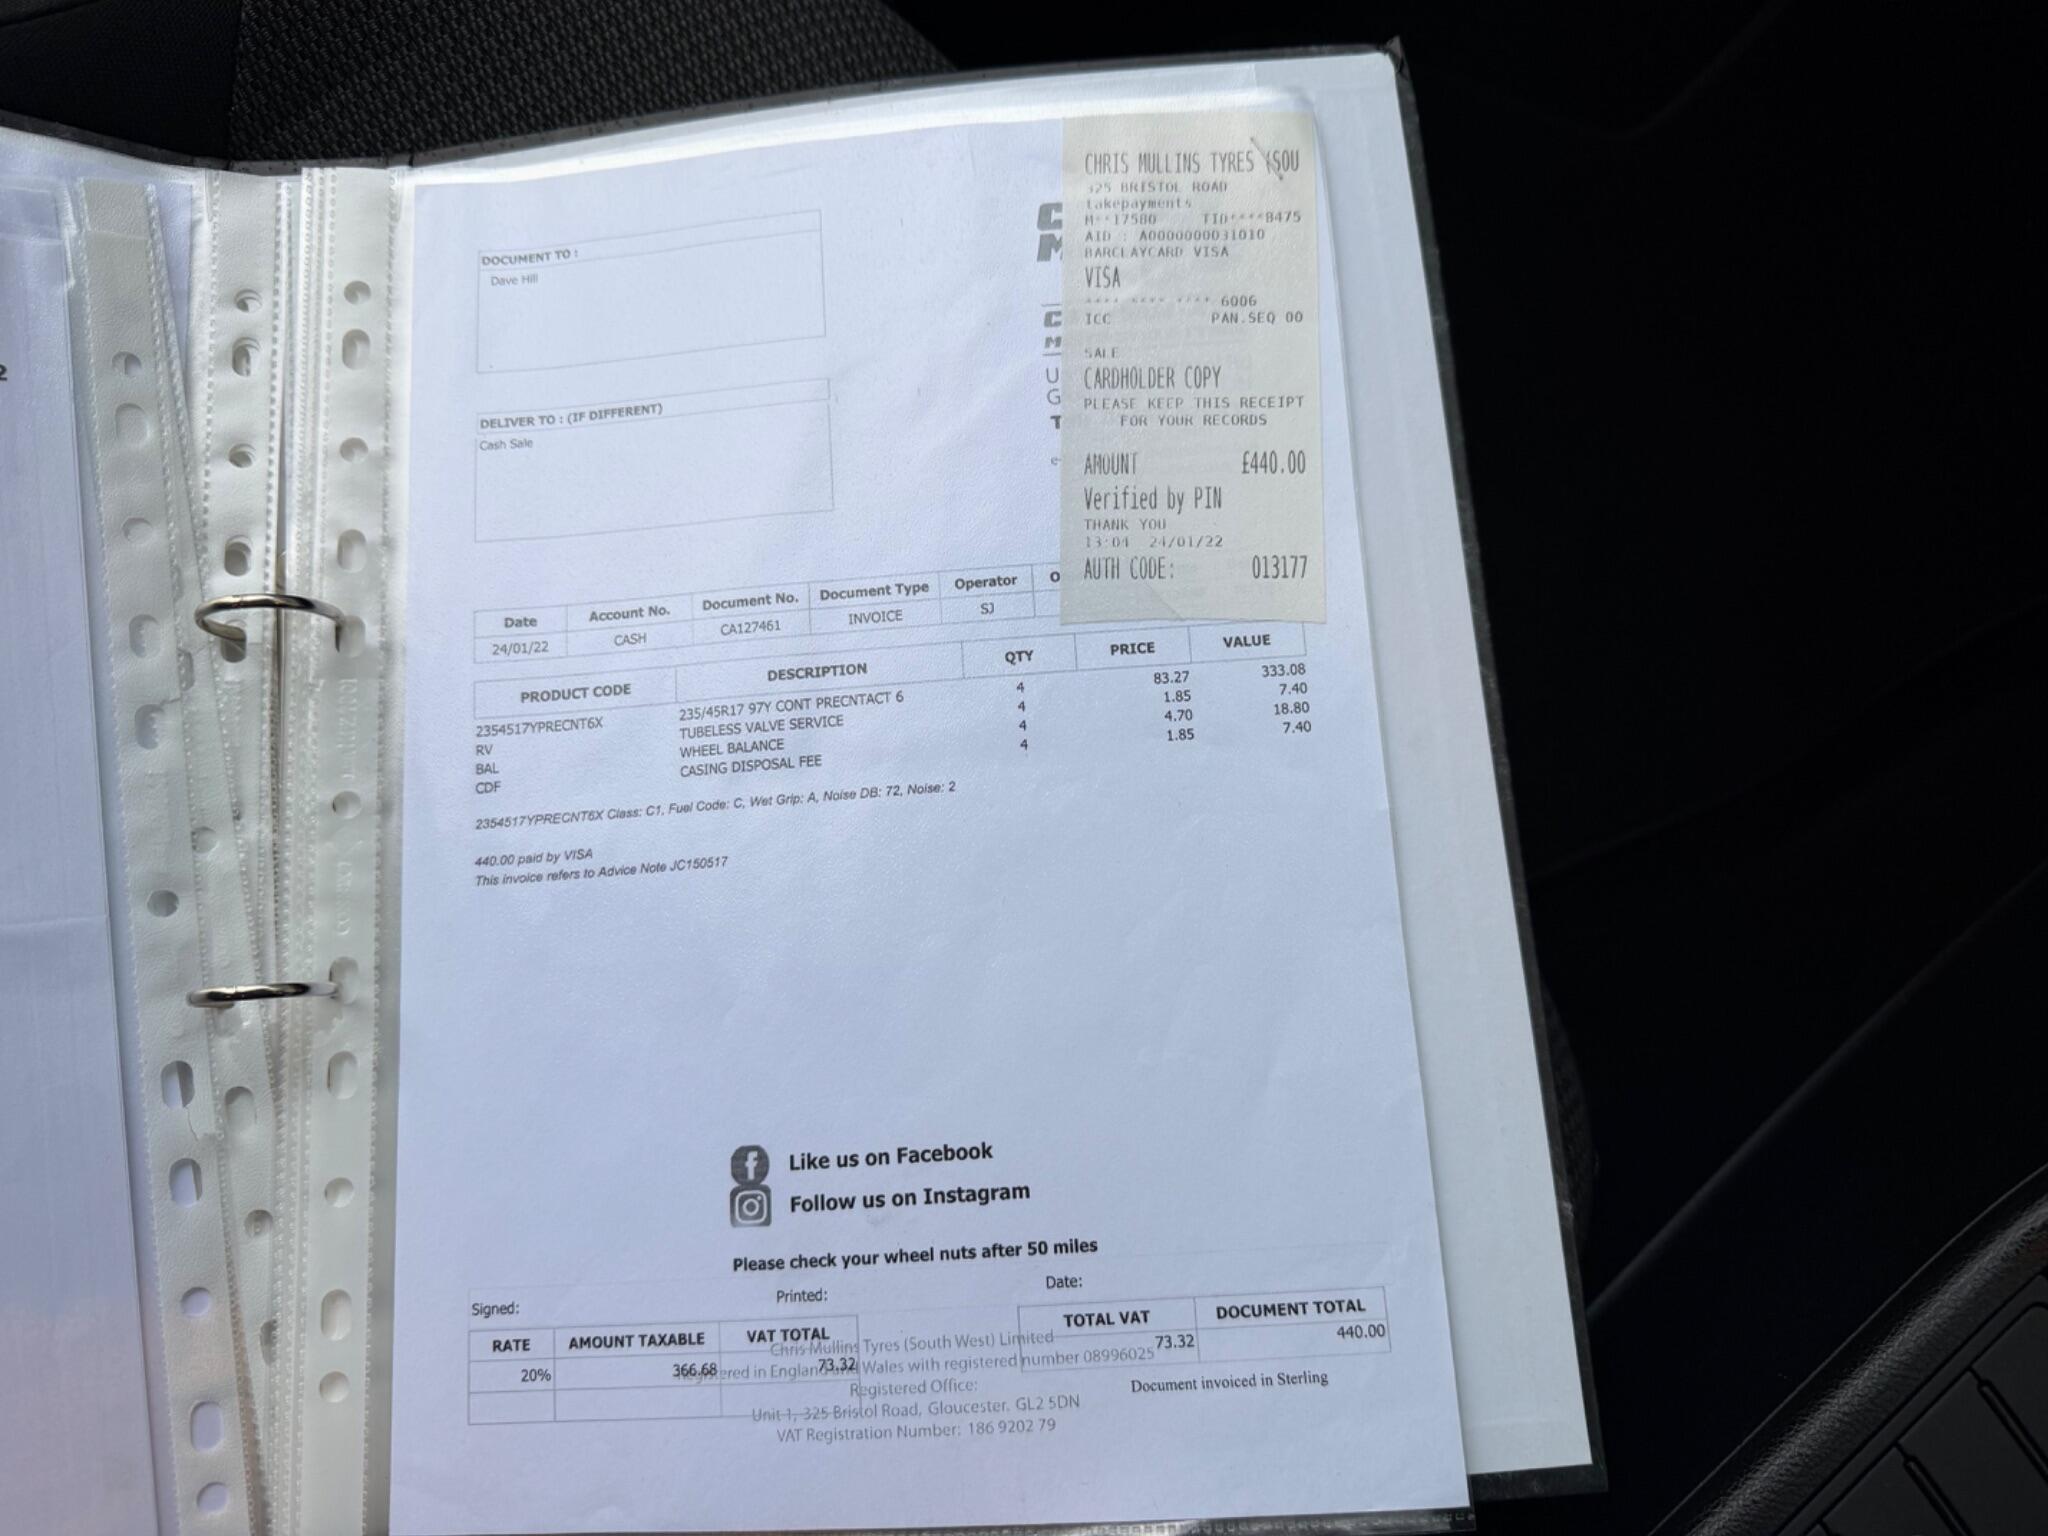 2
CHRIS MULLINS TYRES (SOU
325 BRISTOL ROAD
takepayments
M**17580 TID****8475
AID : A0000000031010
BARCLAYCARD VISA
VISA
**** **** **** 6006
ICC PAN.SEQ 00
SALE
CARDHOLDER COPY
PLEASE KEEP THIS RECEIPT
FOR YOUR RECORDS
AMOUNT £440.00
Verified by PIN
THANK YOU
13:04 24/01/22
AUTH CODE: 013177
C
M
C
M
U
G
T
e-
DOCUMENT TO :
Dave Hill
DELIVER TO : (IF DIFFERENT)
Cash Sale
Date Account No. Document No. Document Type Operator O
24/01/22 CASH CA127461 INVOICE SJ
PRODUCT CODE DESCRIPTION QTY PRICE VALUE
2354517YPRECNT6X 235/45R17 97Y CONT PRECNTACT 6 4 83.27 333.08
RV TUBELESS VALVE SERVICE 4 1.85 7.40
BAL WHEEL BALANCE 4 4.70 18.80
CDF CASING DISPOSAL FEE 4 1.85 7.40
2354517YPRECNT6X Class: C1, Fuel Code: C, Wet Grip: A, Noise DB: 72, Noise: 2
440.00 paid by VISA
This invoice refers to Advice Note JC150517
Like us on Facebook
Follow us on Instagram
Please check your wheel nuts after 50 miles
Signed: Printed: Date:
RATE AMOUNT TAXABLE VAT TOTAL TOTAL VAT DOCUMENT TOTAL
20% 366.68 73.32 73.32 440.00
Chris Mullins Tyres (South West) Limited
Registered in England Wales with registered number 08996025
Registered Office:
Unit 1, 325 Bristol Road, Gloucester. GL2 5DN
VAT Registration Number: 186 9202 79
Document invoiced in Sterling